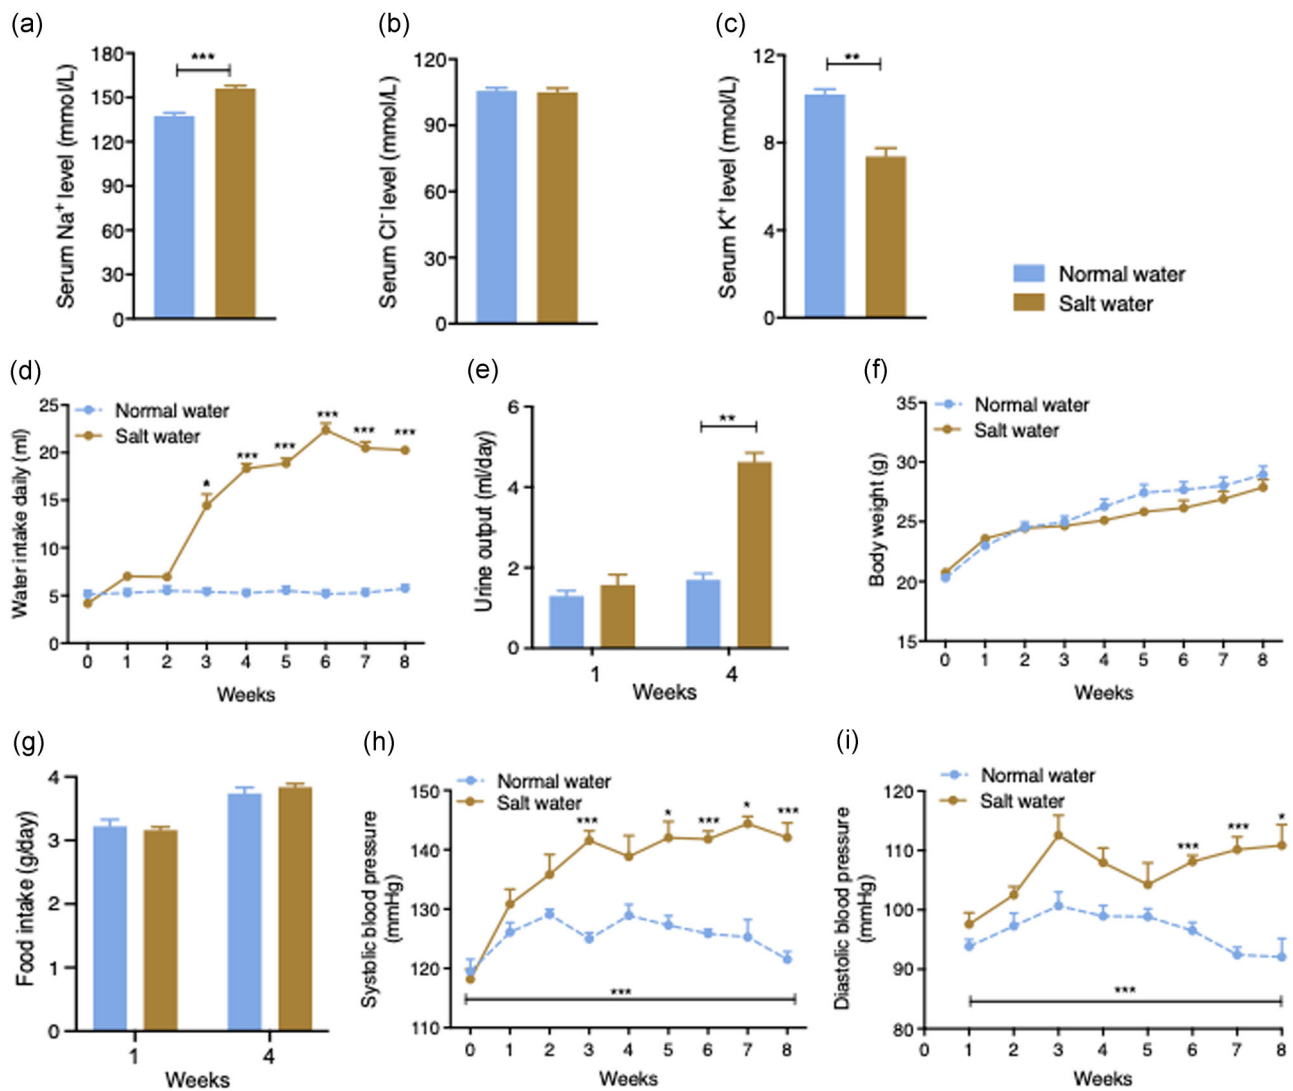 (a)
Serum Na⁺ level (mmol/L)
180
150
120
90
60
30
0
***
(b)
Serum Cl⁻ level (mmol/L)
120
90
60
30
0
(c)
Serum K⁺ level (mnol/L)
12
8
4
0
**
Normal water
Salt water
(d)
Water intake daily (ml)
25
20
15
10
5
0
Normal water
Salt water
*
***
***
***
***
***
0 1 2 3 4 5 6 7 8
Weeks
(e)
Urine output (ml/day)
6
4
2
0
**
1 4
Weeks
(f)
Body weight (g)
35
30
25
20
15
Normal water
Salt water
0 1 2 3 4 5 6 7 8
Weeks
(g)
Food intake (g/day)
4
3
2
1
0
1 4
Weeks
(h)
Systolic blood pressure
(mmHg)
150
140
130
120
110
Normal water
Salt water
***
*
***
*
***
***
0 1 2 3 4 5 6 7 8
Weeks
(i)
Diastolic blood pressure
(mmHg)
120
110
100
90
80
Normal water
Salt water
***
***
*
***
0 1 2 3 4 5 6 7 8
Weeks